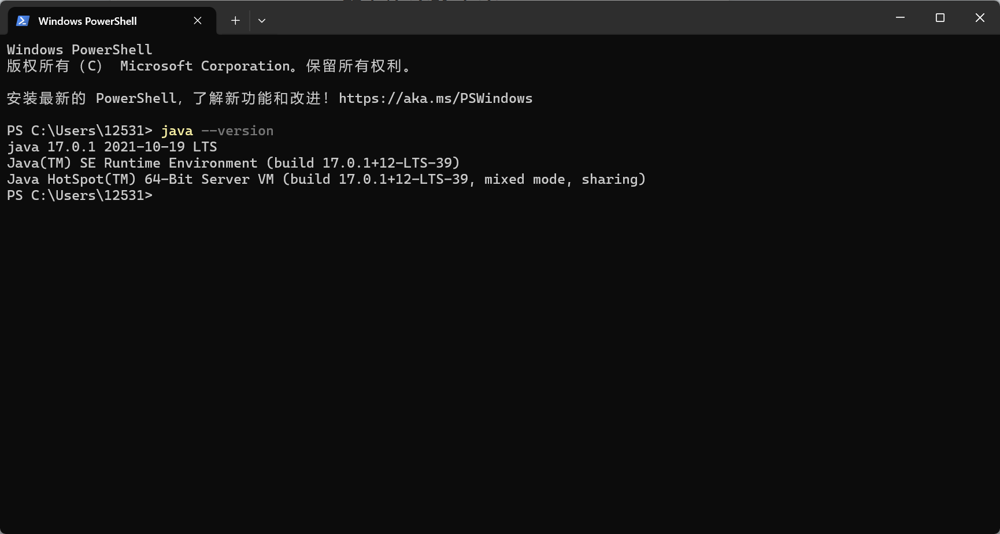 Windows PowerShell
Windows PowerShell
版权所有（C） Microsoft Corporation。保留所有权利。
安装最新的 PowerShell，了解新功能和改进！https://aka.ms/PSWindows
PS C:\Users\12531> java --version
java 17.0.1 2021-10-19 LTS
Java(TM) SE Runtime Environment (build 17.0.1+12-LTS-39)
Java HotSpot(TM) 64-Bit Server VM (build 17.0.1+12-LTS-39, mixed mode, sharing)
PS C:\Users\12531>